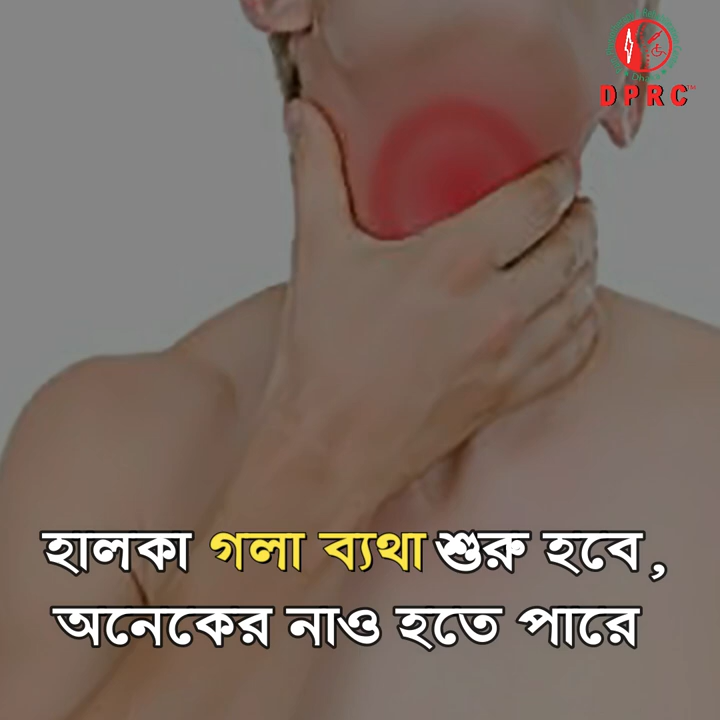 DPRC
হালকা গলা ব্যথা শুরু হবে,
অনেকের নাও হতে পারে